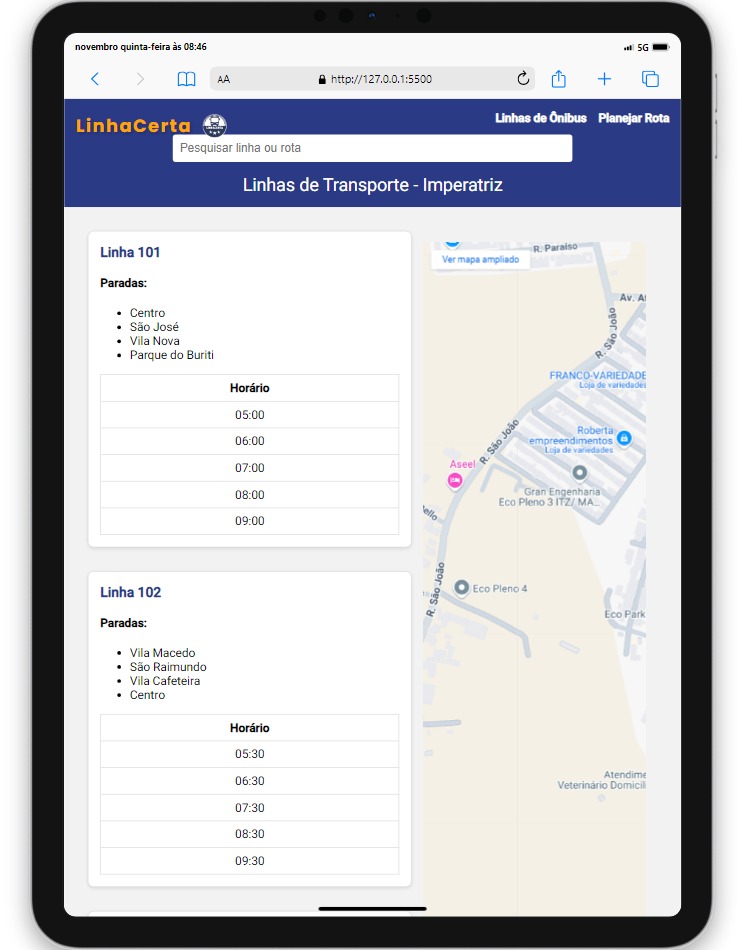 novembro quinta-feira às 08:46
5G
AA
http://127.0.0.1:5500
LinhaCerta
Linhas de Ônibus
Planejar Rota
Pesquisar linha ou rota
Linhas de Transporte - Imperatriz
Linha 101
Paradas:
Centro
São José
Vila Nova
Parque do Buriti
Horário
05:00
06:00
07:00
08:00
09:00
Linha 102
Paradas:
Vila Macedo
São Raimundo
Vila Cafeteira
Centro
Horário
05:30
06:30
07:30
08:30
09:30
R. Paraíso
Ver mapa ampliado
Av. A
R. São João
FRANCO-VARIEDADE
Loja de variedades
Roberta
empreendimentos
Loja de variedades
R. São João
Aseel
Gran Engenharia
Eco Pleno 3 ITZ/ MA...
ello
R. São João
Eco Pleno 4
Eco Park
Atendime
Veterinário Domicili